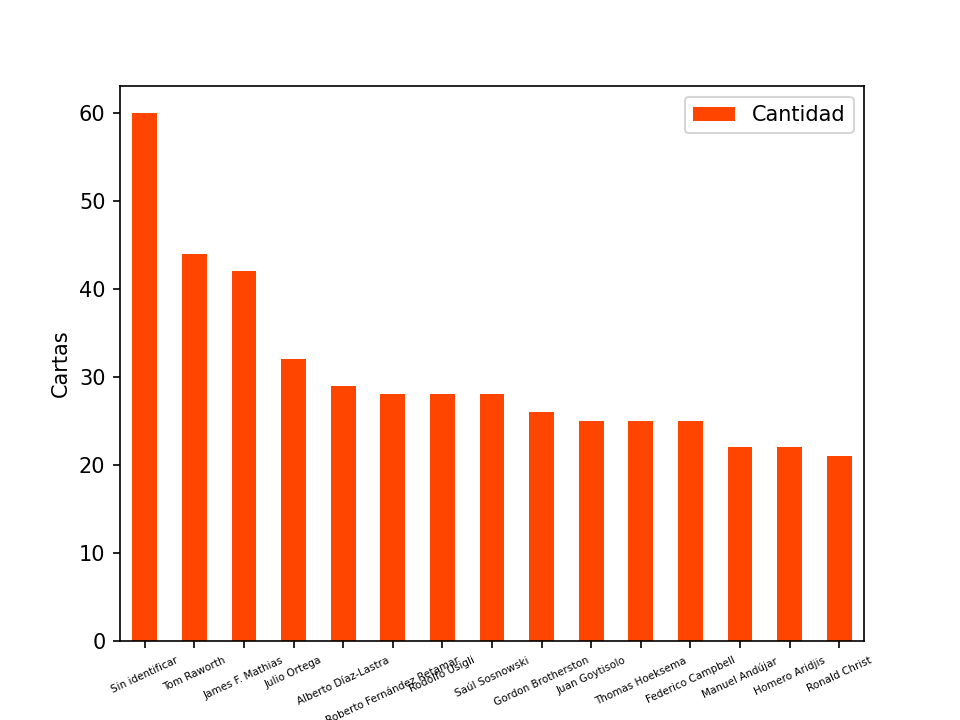 Cantidad
Cartas
60
50
40
30
20
10
0
Sin identificar
Tom Raworth
James F. Mathias
Julio Ortega
Alberto Díaz-Lastra
Roberto Fernández Retamar
Rodolfo Usigli
Saúl Sosnowski
Gordon Brotherston
Juan Goytisolo
Thomas Hoeksema
Federico Campbell
Manuel Andújar
Homero Aridjis
Ronald Christ